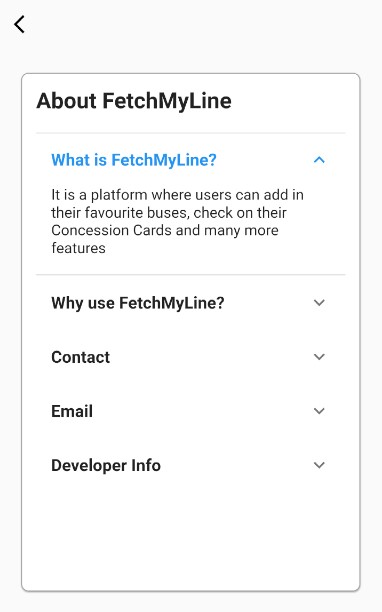 About FetchMyLine
What is FetchMyLine?
It is a platform where users can add in
their favourite buses, check on their
Concession Cards and many more
features
Why use FetchMyLine?
Contact
Email
Developer Info